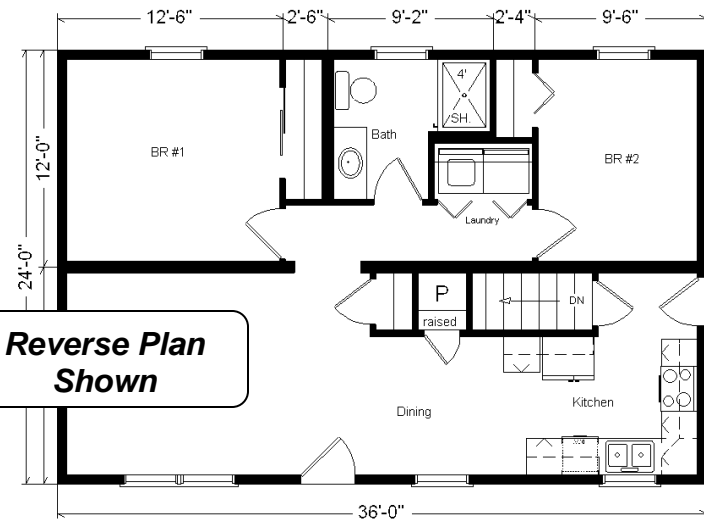 12'-6" 2'-6" 9'-2" 2'-4" 9'-6"
4'
SH.
Bath
BR #1
BR #2
12'-0"
Laundry
24'-0"
P
raised
DN
Reverse Plan
Shown
Kitchen
Dining
36'-0"